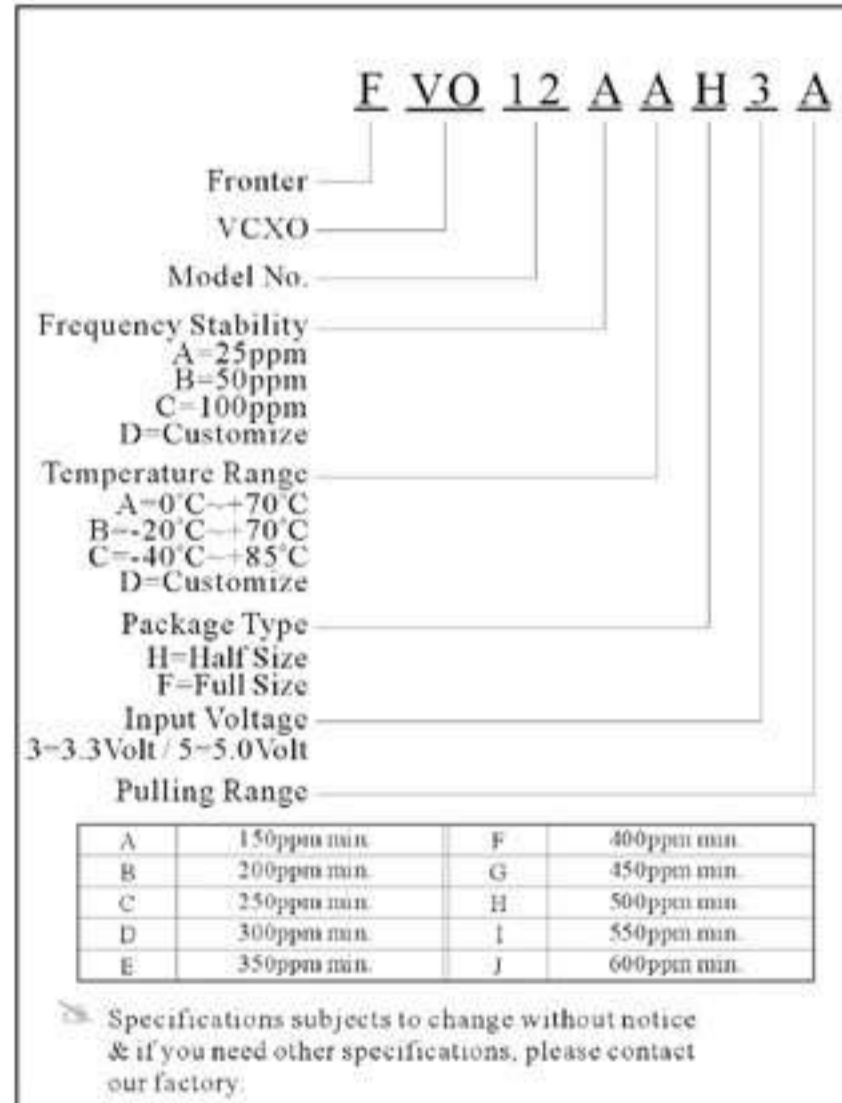 F VO 12 A A H 3 A
Fronter
VCXO
Model No.
Frequency Stability
A=25ppm
B=50ppm
C=100ppm
D=Customize
Temperature Range
A=0°C~+70°C
B=-20°C~+70°C
C=-40°C~+85°C
D=Customize
Package Type
H=Half Size
F=Full Size
Input Voltage
3=3.3Volt / 5=5.0Volt
Pulling Range
A 150ppm min. F 400ppm min.
B 200ppm min. G 450ppm min.
C 250ppm min. H 500ppm min.
D 300ppm min. I 550ppm min.
E 350ppm min. J 600ppm min.
Specifications subjects to change without notice
& if you need other specifications, please contact
our factory.